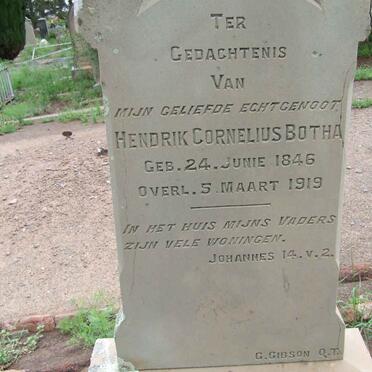 TER
GEDACHTENIS
VAN
MIJN GELIEFDE ECHTGENOOT
HENDRIK CORNELIUS BOTHA
GEB. 24. JUNIE 1846
OVERL. 5. MAART 1919
IN HET HUIS MIJNS VADERS
ZIJN VELE WONINGEN.
JOHANNES 14. V. 2.
G. GIBSON Q.T.